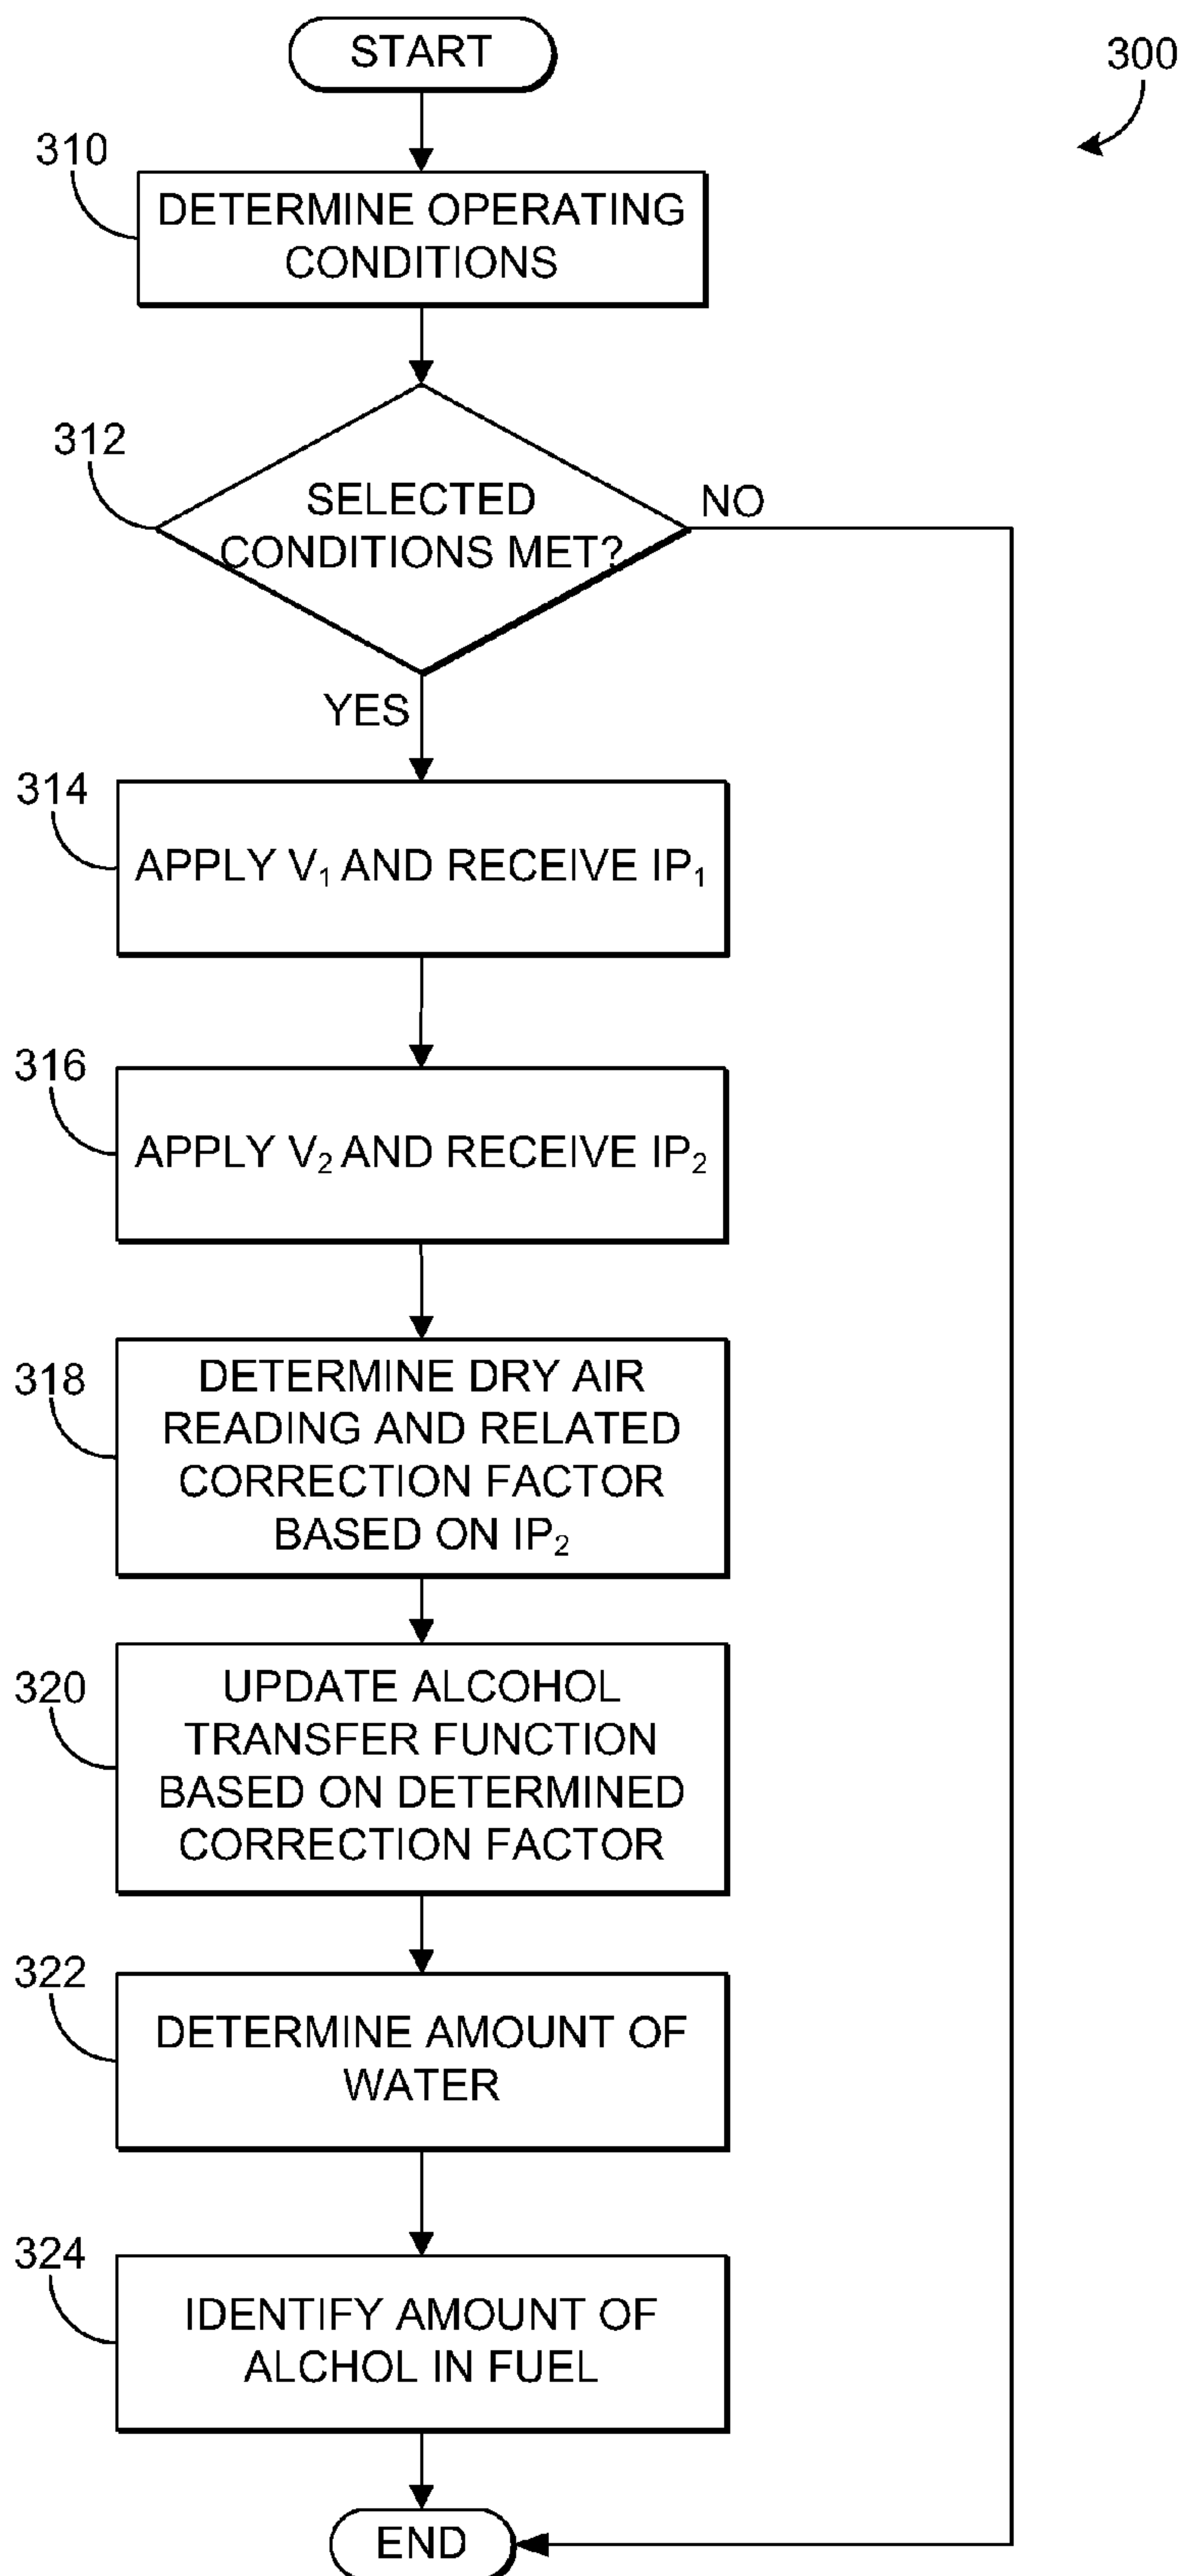 START
300
310
DETERMINE OPERATING
CONDITIONS
312
SELECTED
CONDITIONS MET?
NO
YES
314
APPLY V₁ AND RECEIVE IP₁
316
APPLY V₂ AND RECEIVE IP₂
318
DETERMINE DRY AIR
READING AND RELATED
CORRECTION FACTOR
BASED ON IP₂
320
UPDATE ALCOHOL
TRANSFER FUNCTION
BASED ON DETERMINED
CORRECTION FACTOR
322
DETERMINE AMOUNT OF
WATER
324
IDENTIFY AMOUNT OF
ALCHOL IN FUEL
END